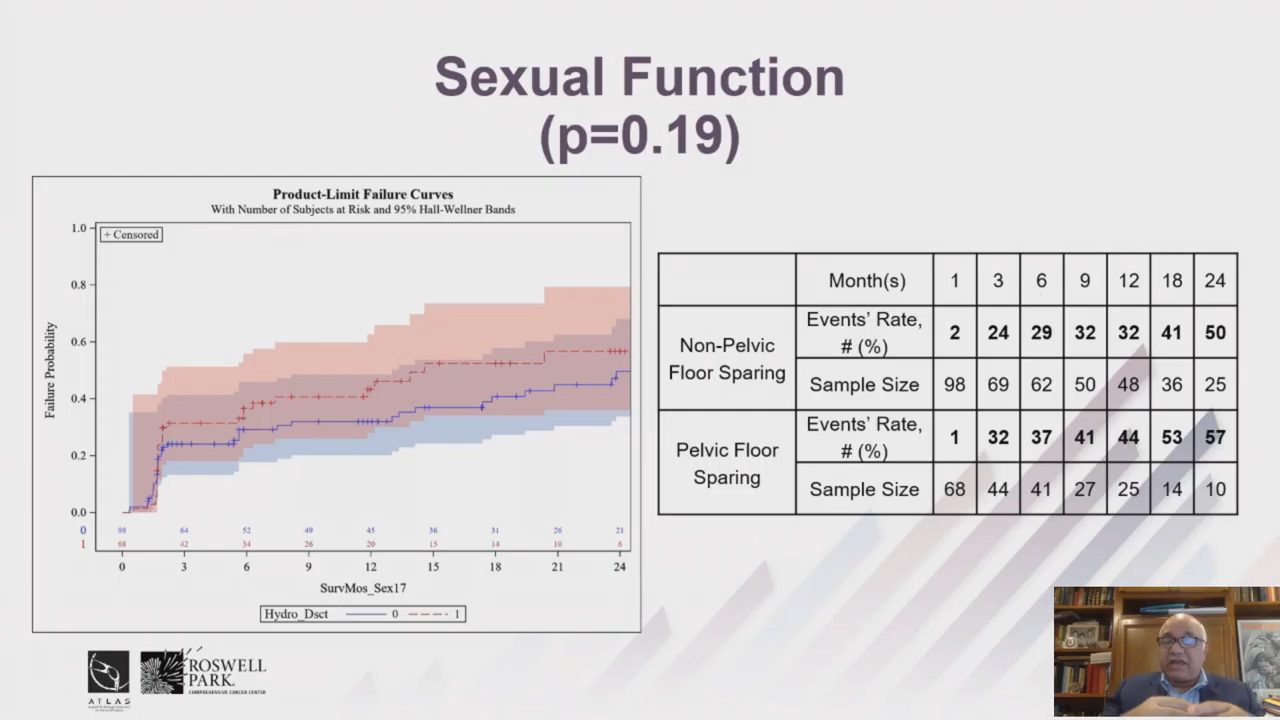 Sexual Function
(p=0.19)
Product-Limit Failure Curves
With Number of Subjects at Risk and 95% Hall-Wellner Bands
+ Censored
1.0
0.8
0.6
0.4
0.2
0.0
Failure Probability
0 98 64 52 49 45 36 31 26 21
1 68 42 34 26 20 15 14 10 6
0 3 6 9 12 15 18 21 24
SurvMos_Sex17
Hydro_Dsct 0 1
Month(s) 1 3 6 9 12 18 24
Non-Pelvic
Floor Sparing
Events' Rate,
# (%)
2 24 29 32 32 41 50
Sample Size 98 69 62 50 48 36 25
Pelvic Floor
Sparing
Events' Rate,
# (%)
1 32 37 41 44 53 57
Sample Size 68 44 41 27 25 14 10
ATLAS
ROSWELL
PARK.
COMPREHENSIVE CANCER CENTER